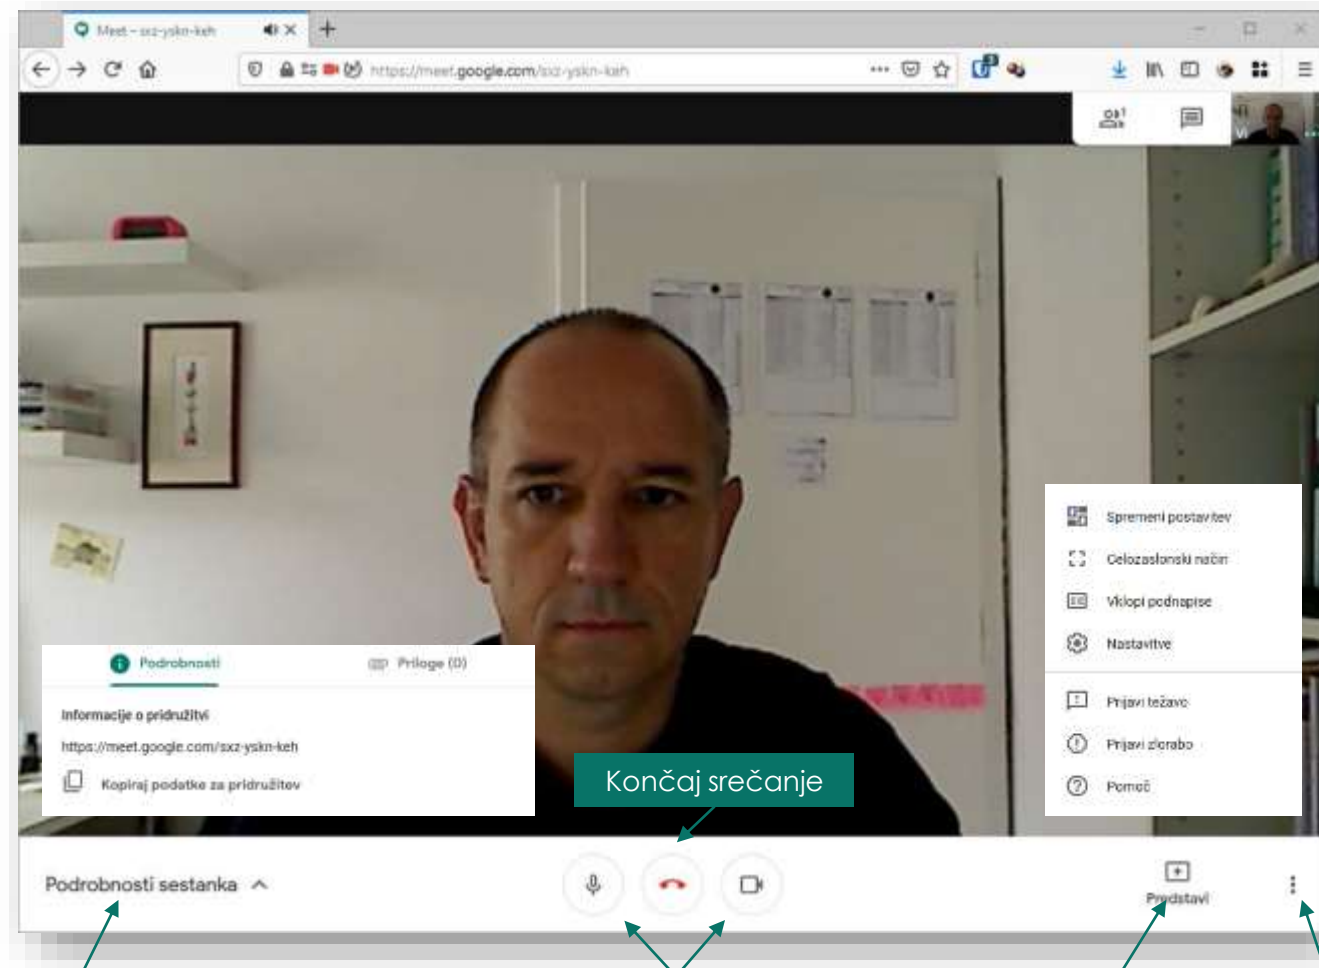 Meet – sxz-yskn-keh
https://meet.google.com/sxz-yskn-keh
Spremeni postavitev
Celozaslonski način
Vklopi podnapise
Nastavitve
Prijavi težavo
Prijavi zlorabo
Pomoč
Podrobnosti
Priloge (0)
Informacije o pridružitvi
https://meet.google.com/sxz-yskn-keh
Kopiraj podatke za pridružitev
Končaj srečanje
Podrobnosti sestanka
Predstavi